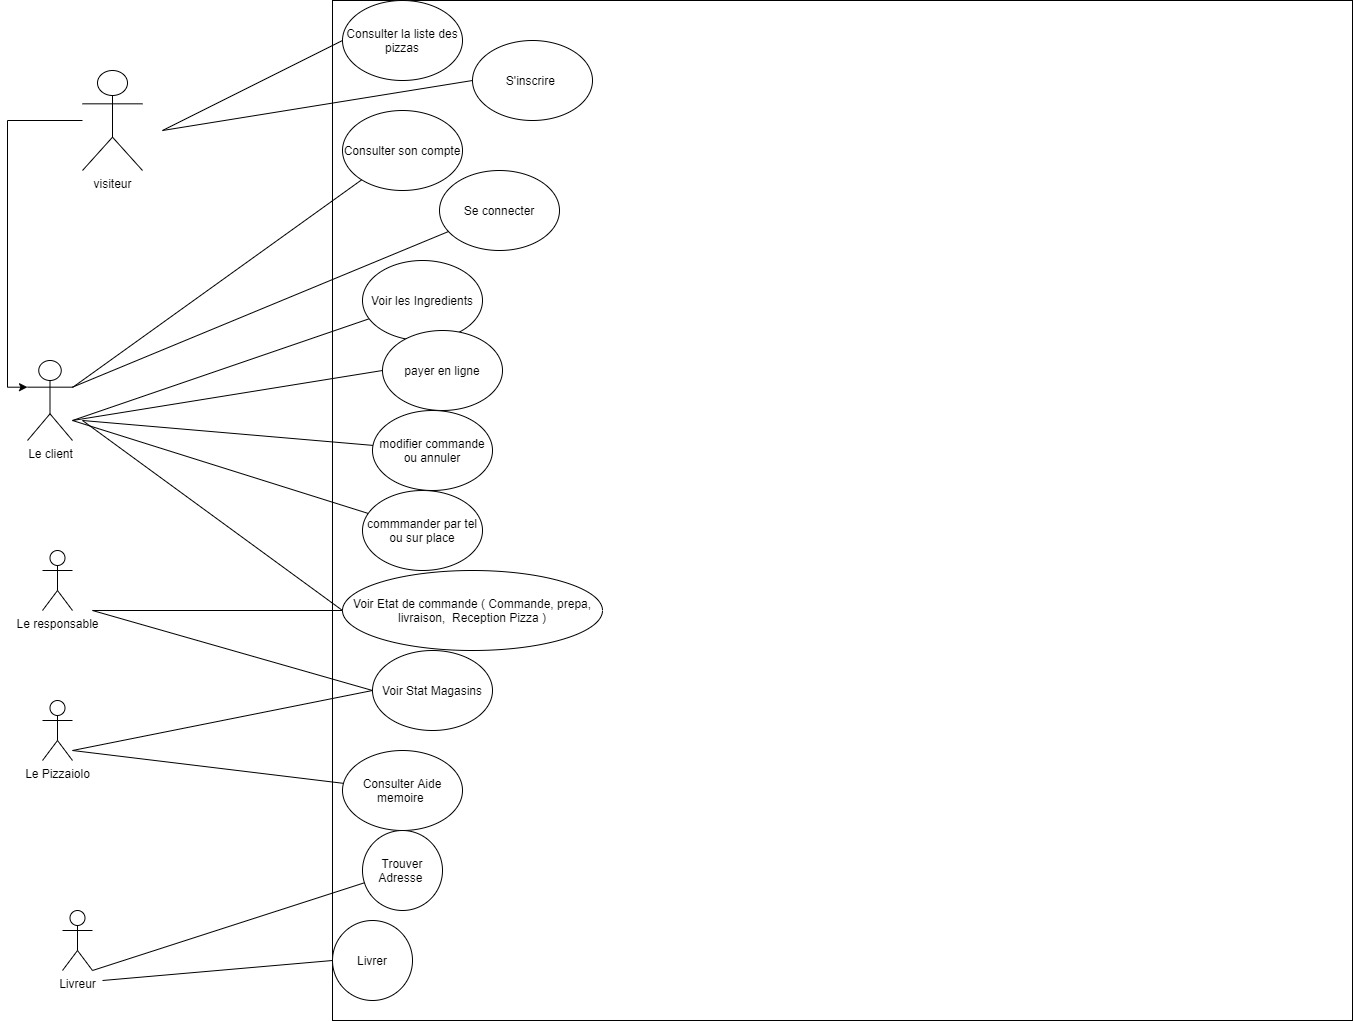 Consulter la liste des
pizzas
S'inscrire
visiteur
Consulter son compte
Se connecter
Voir les Ingredients
payer en ligne
Le client
modifier commande
ou annuler
commmander par tel
ou sur place
Le responsable
Voir Etat de commande ( Commande, prepa,
livraison,  Reception Pizza )
Voir Stat Magasins
Le Pizzaiolo
Consulter Aide
memoire
Trouver
Adresse
Livreur
Livrer